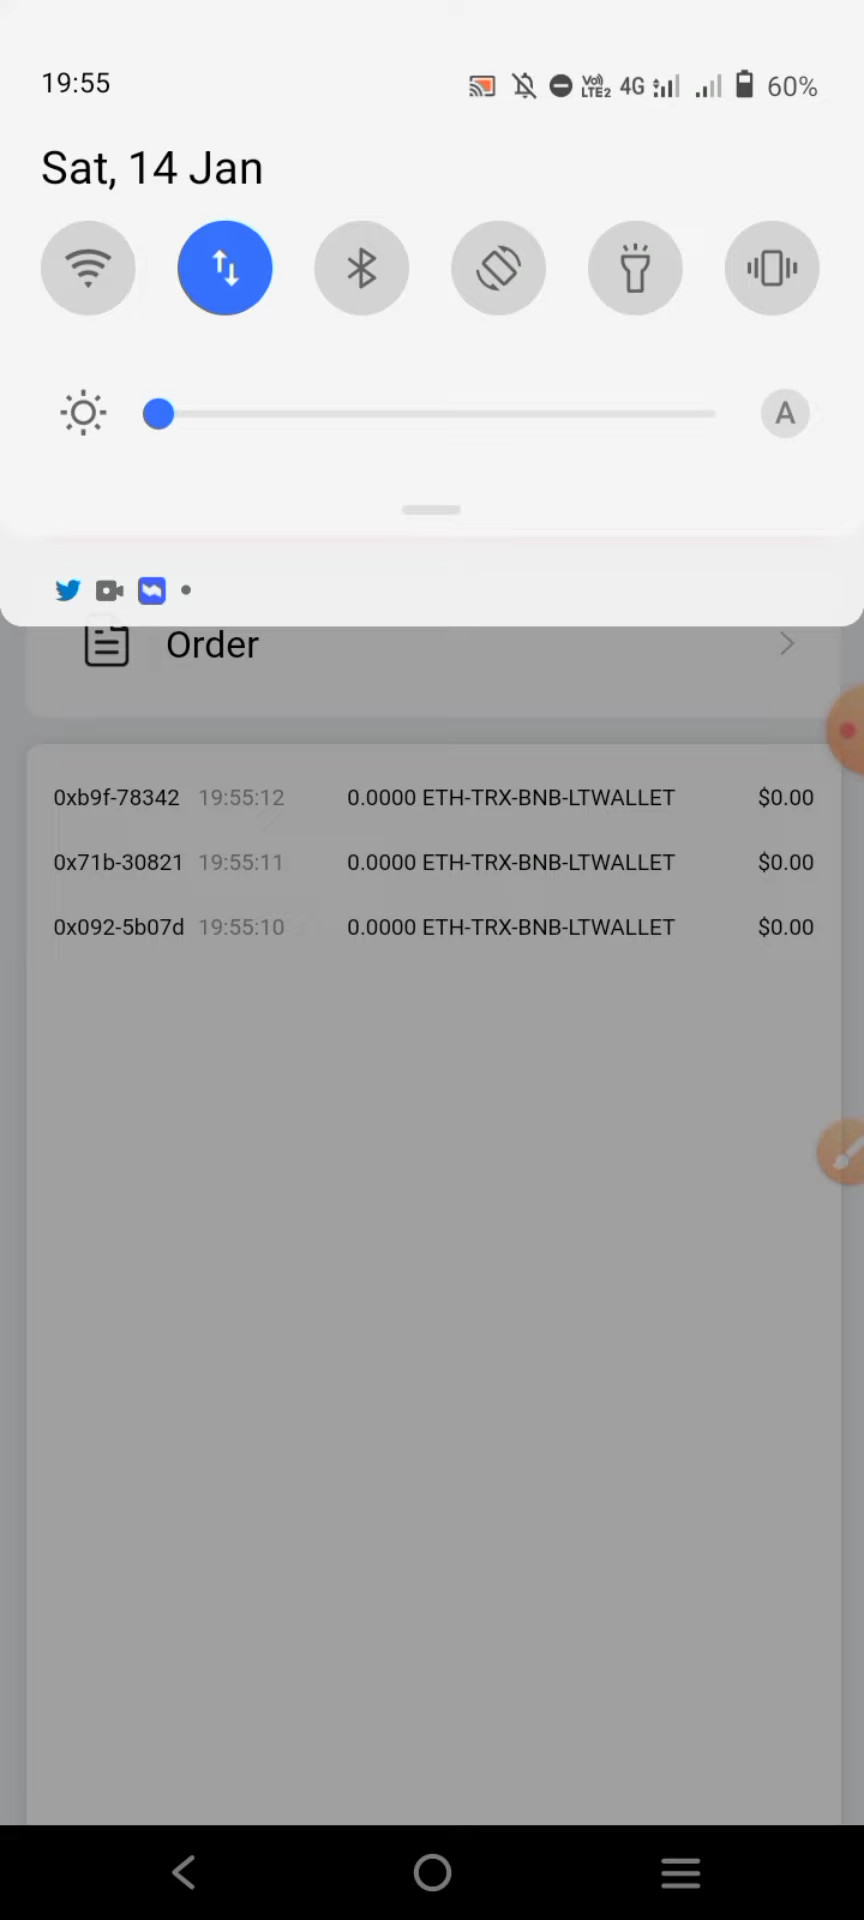 19:55
Vo))
LTE2
4G
60%
Sat, 14 Jan
A
Order
0xb9f-78342 19:55:12 0.0000 ETH-TRX-BNB-LTWALLET $0.00
0x71b-30821 19:55:11 0.0000 ETH-TRX-BNB-LTWALLET $0.00
0x092-5b07d 19:55:10 0.0000 ETH-TRX-BNB-LTWALLET $0.00